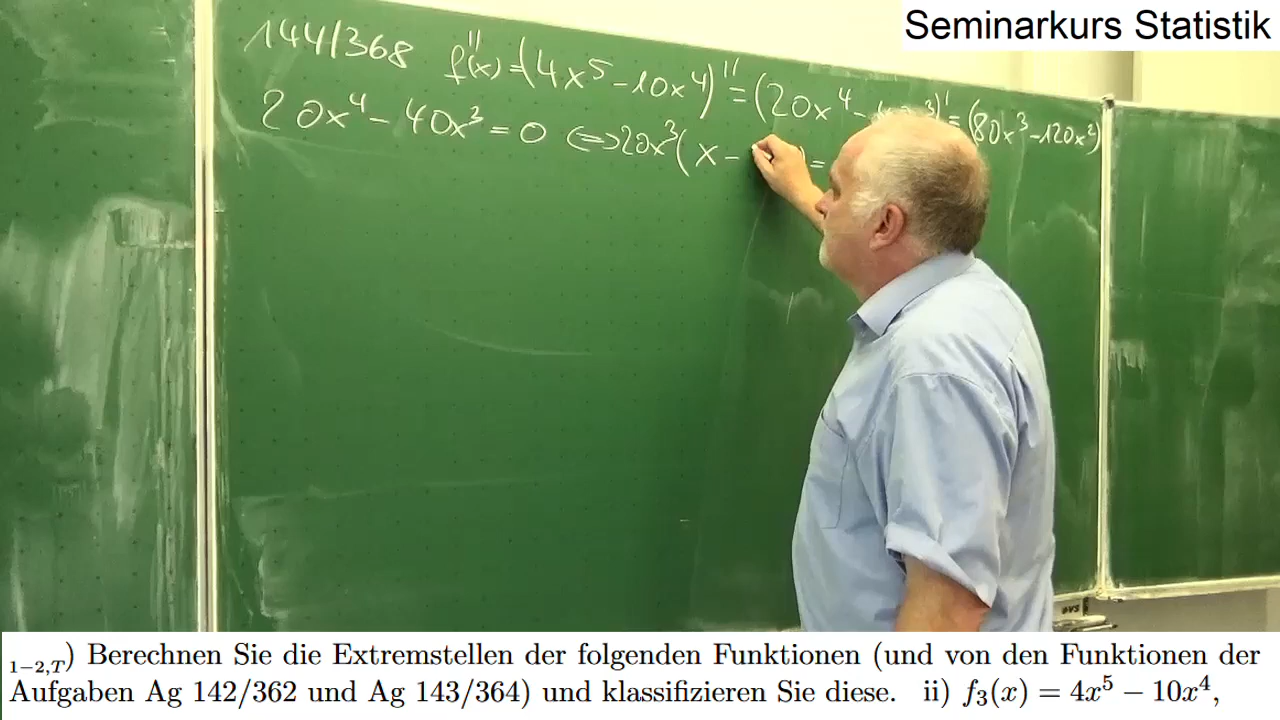 Seminarkurs Statistik
144/368 f''(x)=(4x⁵-10x⁴)''=(20x⁴- ³)'=(80x³-120x²)
20x⁴-40x³=0 ⇔20x³(x- )=
1−2,T) Berechnen Sie die Extremstellen der folgenden Funktionen (und von den Funktionen der
Aufgaben Ag 142/362 und Ag 143/364) und klassifizieren Sie diese. ii) f₃(x) = 4x⁵ − 10x⁴,